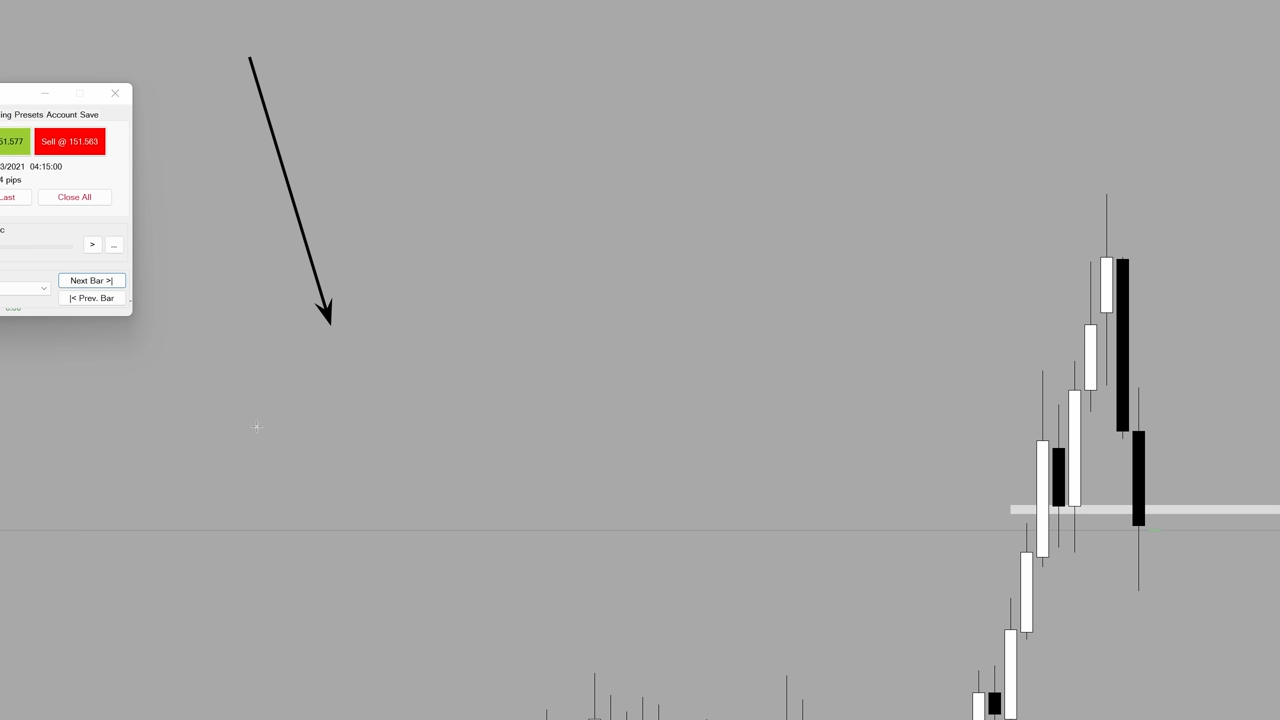 ing Presets Account Save
51.577 Sell @ 151.563
3/2021 04:15:00
4 pips
Last Close All
c
> ...
Next Bar >|
|< Prev. Bar